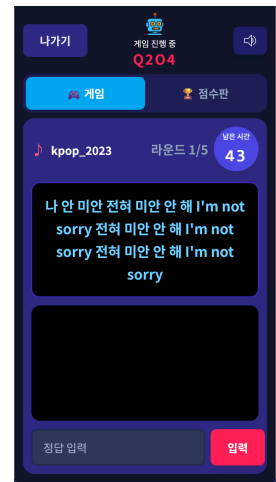 나가기
게임 진행 중
Q2O4
게임
점수판
kpop_2023
라운드 1/5
남은 시간
43
나 안 미안 전혀 미안 안 해 I'm not
sorry 전혀 미안 안 해 I'm not
sorry 전혀 미안 안 해 I'm not
sorry
정답 입력
입력